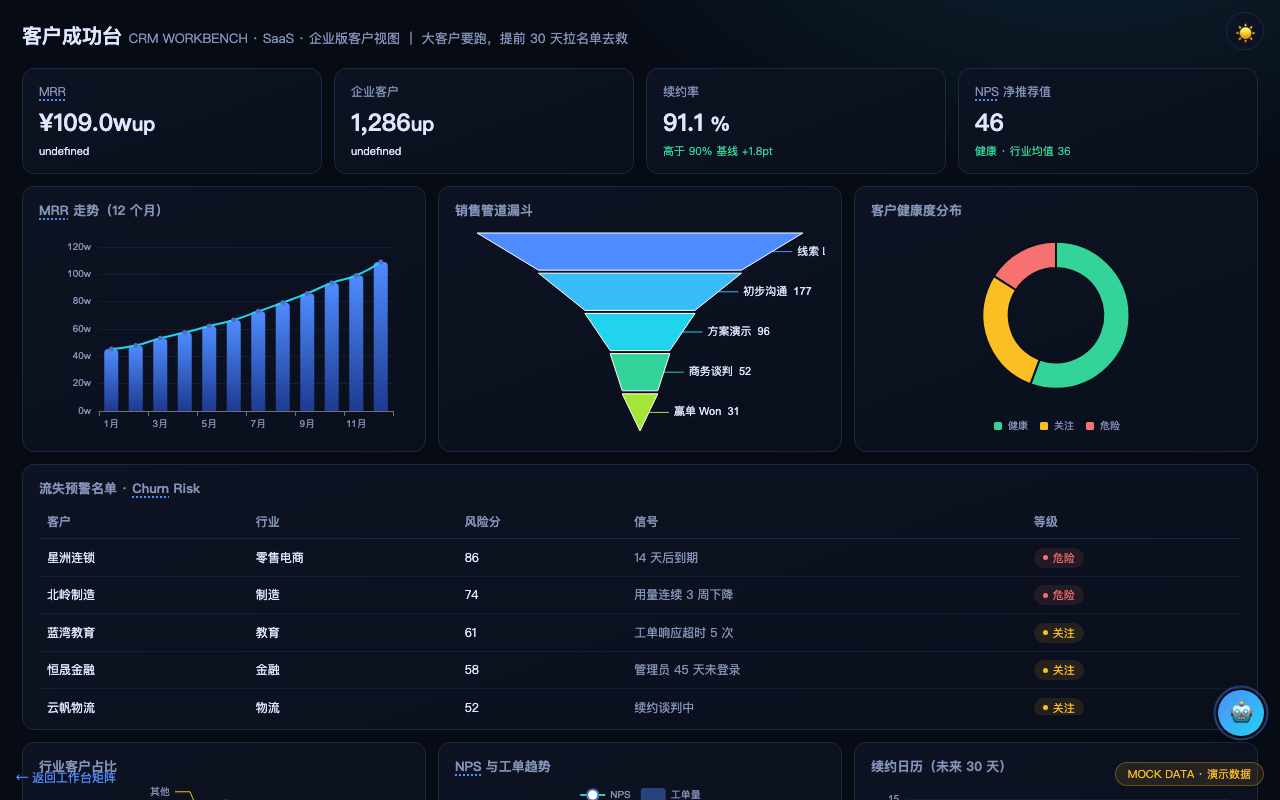 客户成功台 CRM WORKBENCH · SaaS · 企业版客户视图 ｜ 大客户要跑，提前 30 天拉名单去救
MRR
¥109.0wup
undefined
企业客户
1,286up
undefined
续约率
91.1 %
高于 90% 基线 +1.8pt
NPS 净推荐值
46
健康 · 行业均值 36
MRR 走势（12 个月）
120w
100w
80w
60w
40w
20w
0w
1月 3月 5月 7月 9月 11月
销售管道漏斗
线索
初步沟通 177
方案演示 96
商务谈判 52
赢单 Won 31
客户健康度分布
健康 关注 危险
流失预警名单 · Churn Risk
客户 行业 风险分 信号 等级
星洲连锁 零售电商 86 14 天后到期 危险
北岭制造 制造 74 用量连续 3 周下降 危险
蓝湾教育 教育 61 工单响应超时 5 次 关注
恒晟金融 金融 58 管理员 45 天未登录 关注
云帆物流 物流 52 续约谈判中 关注
行业客户占比
← 返回工作台矩阵
其他
NPS 与工单趋势
NPS 工单量
续约日历（未来 30 天）
15
MOCK DATA · 演示数据